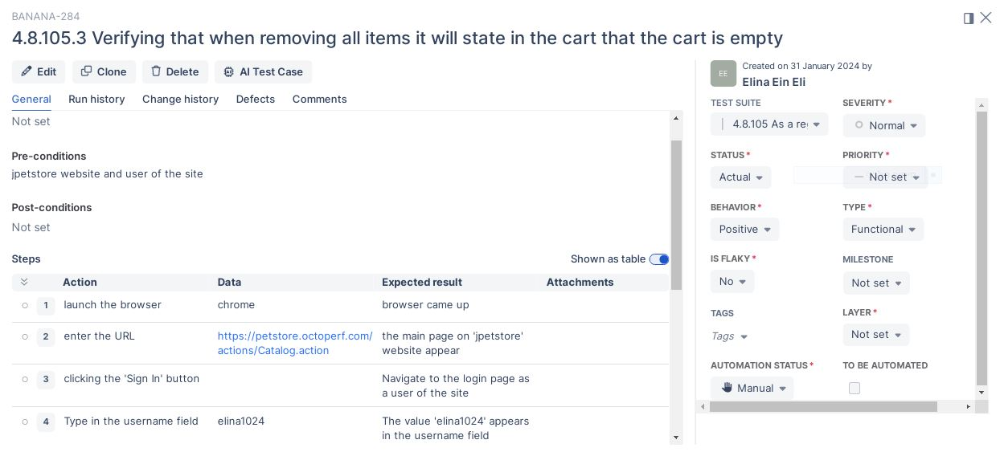 BANANA-284
4.8.105.3 Verifying that when removing all items it will state in the cart that the cart is empty
Edit
Clone
Delete
AI Test Case
General
Run history
Change history
Defects
Comments
Not set
Pre-conditions
jpetstore website and user of the site
Post-conditions
Not set
Steps
Shown as table
Action
Data
Expected result
Attachments
1
launch the browser
chrome
browser came up
2
enter the URL
https://petstore.octoperf.com/
actions/Catalog.action
the main page on 'jpetstore'
website appear
3
clicking the 'Sign In' button
Navigate to the login page as
a user of the site
4
Type in the username field
elina1024
The value 'elina1024' appears
in the username field
EE
Created on 31 January 2024 by
Elina Ein Eli
TEST SUITE
4.8.105 As a re
SEVERITY*
Normal
STATUS*
Actual
PRIORITY*
Not set
BEHAVIOR*
Positive
TYPE*
Functional
IS FLAKY*
No
MILESTONE
Not set
TAGS
Tags
LAYER*
Not set
AUTOMATION STATUS*
Manual
TO BE AUTOMATED